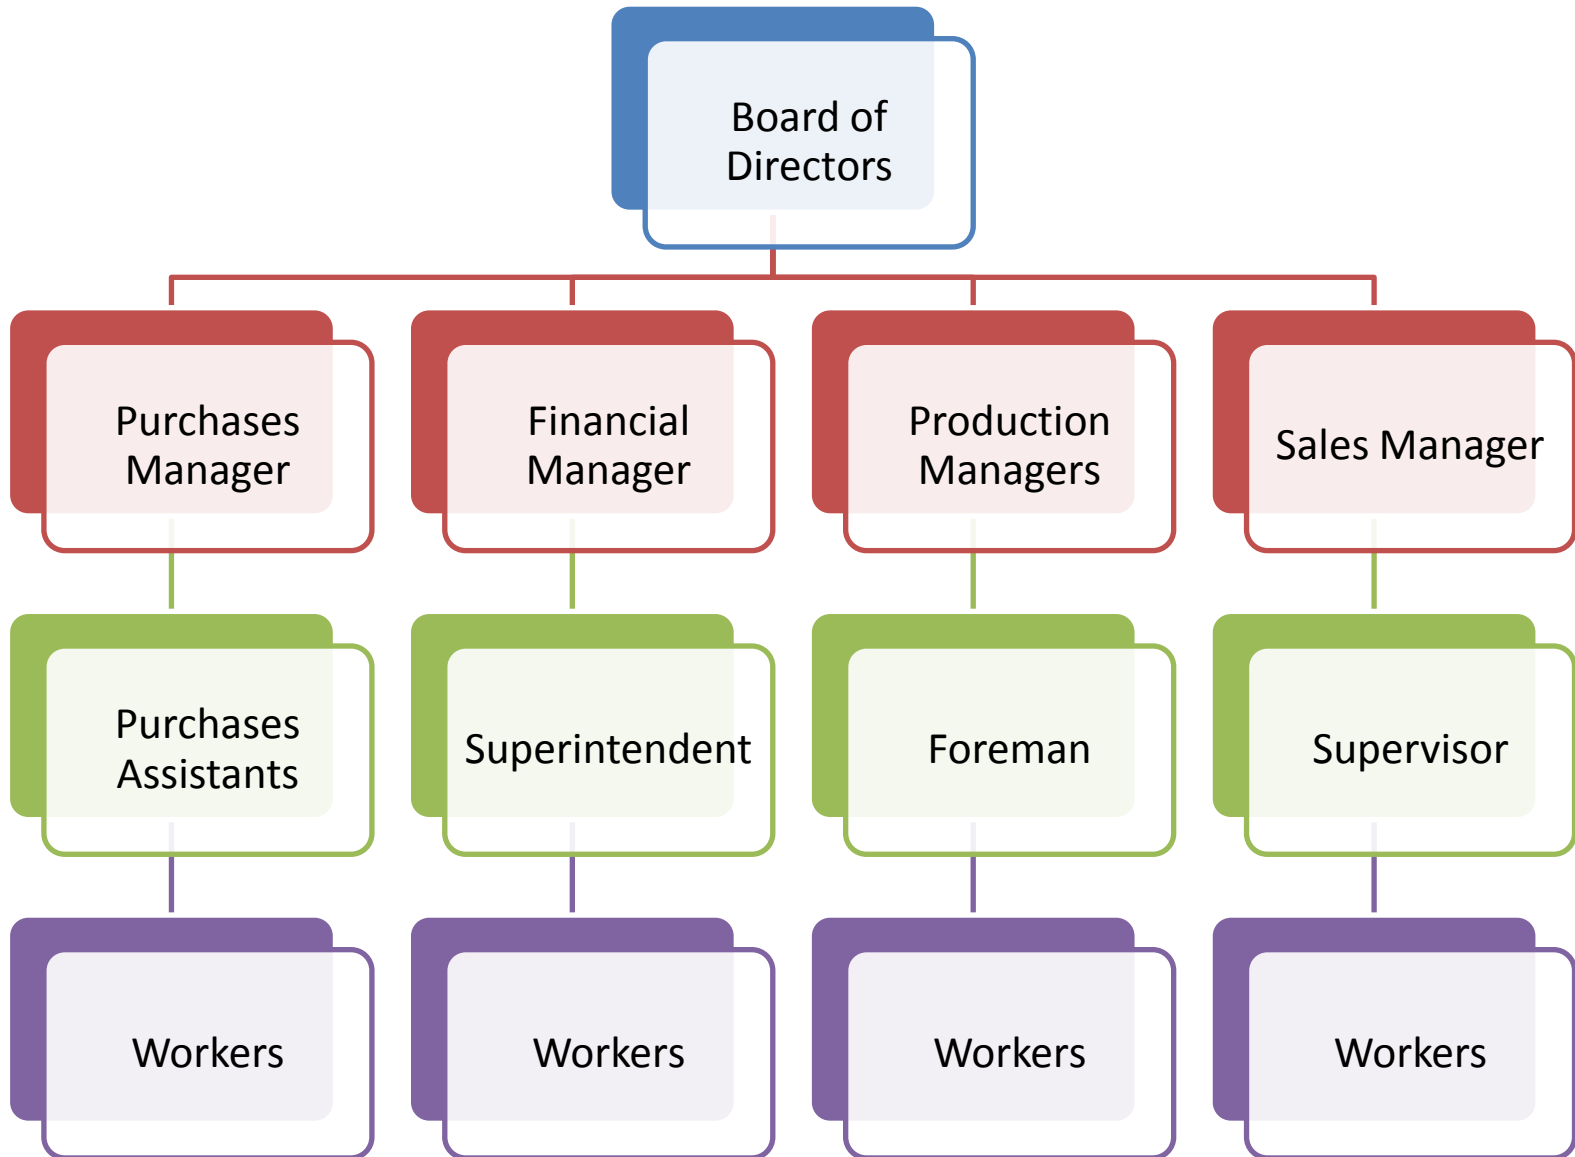 Board of
Directors
Purchases
Manager
Financial
Manager
Production
Managers
Sales Manager
Purchases
Assistants
Superintendent
Foreman
Supervisor
Workers
Workers
Workers
Workers